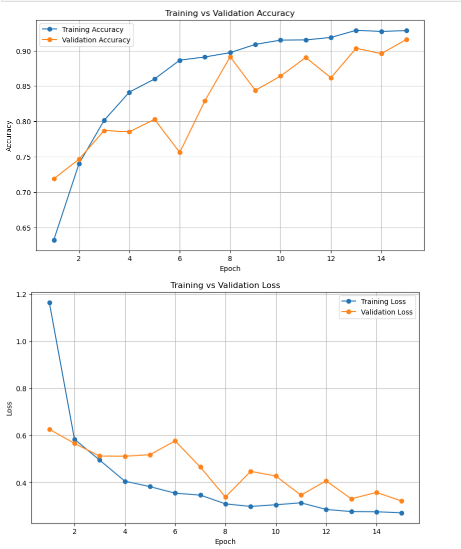 Training vs Validation Accuracy
Training Accuracy
Validation Accuracy
0.90
0.85
0.80
0.75
0.70
0.65
Accuracy
2 4 6 8 10 12 14
Epoch
Training vs Validation Loss
Training Loss
Validation Loss
1.2
1.0
0.8
0.6
0.4
Loss
2 4 6 8 10 12 14
Epoch